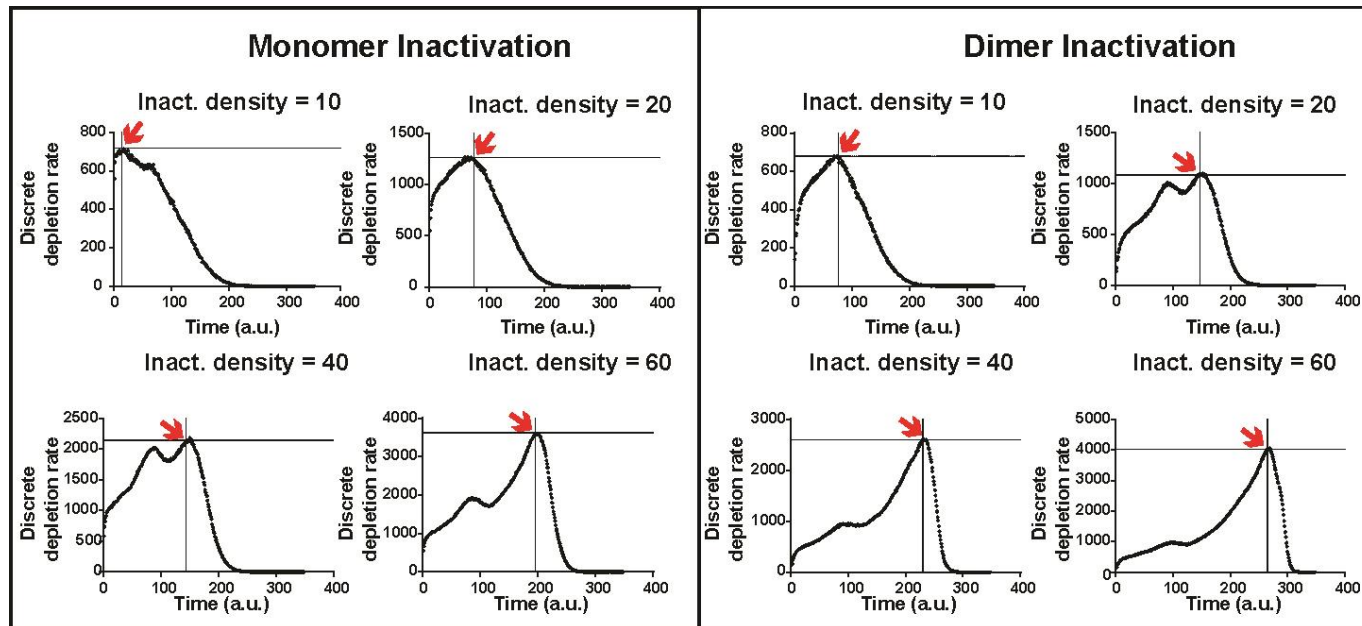 Monomer Inactivation
Inact. density = 10
Discrete
depletion rate
800
600
400
200
0
0 100 200 300 400
Time (a.u.)
Inact. density = 20
Discrete
depletion rate
1500
1000
500
0
0 100 200 300 400
Time (a.u.)
Inact. density = 40
Discrete
depletion rate
2500
2000
1500
1000
500
0
0 100 200 300 400
Time (a.u.)
Inact. density = 60
Discrete
depletion rate
4000
3000
2000
1000
0
0 100 200 300 400
Time (a.u.)
Dimer Inactivation
Inact. density = 10
Discrete
depletion rate
800
600
400
200
0
0 100 200 300 400
Time (a.u.)
Inact. density = 20
Discrete
depletion rate
1500
1000
500
0
0 100 200 300 400
Time (a.u.)
Inact. density = 40
Discrete
depletion rate
3000
2000
1000
0
0 100 200 300 400
Time (a.u.)
Inact. density = 60
Discrete
depletion rate
5000
4000
3000
2000
1000
0
0 100 200 300 400
Time (a.u.)